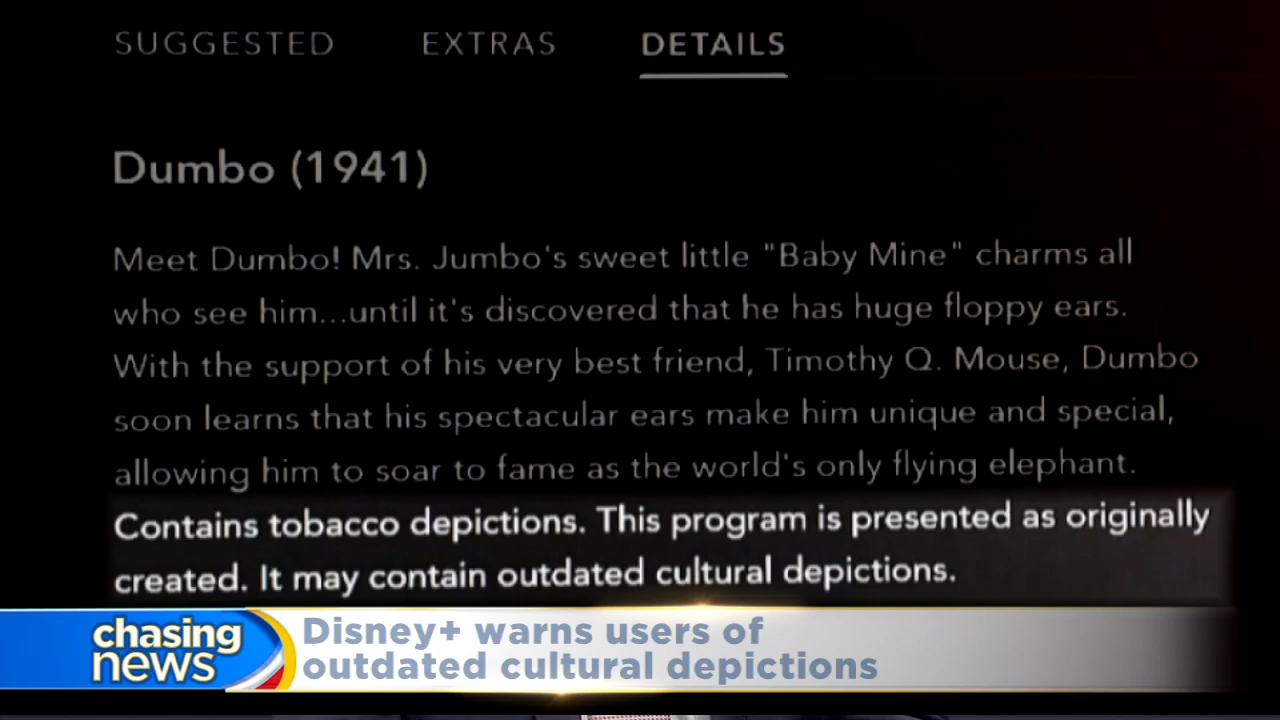 SUGGESTED EXTRAS DETAILS
Dumbo (1941)
Meet Dumbo! Mrs. Jumbo's sweet little "Baby Mine" charms all
who see him...until it's discovered that he has huge floppy ears.
With the support of his very best friend, Timothy Q. Mouse, Dumbo
soon learns that his spectacular ears make him unique and special,
allowing him to soar to fame as the world's only flying elephant.
Contains tobacco depictions. This program is presented as originally
created. It may contain outdated cultural depictions.
chasing
news
Disney+ warns users of
outdated cultural depictions